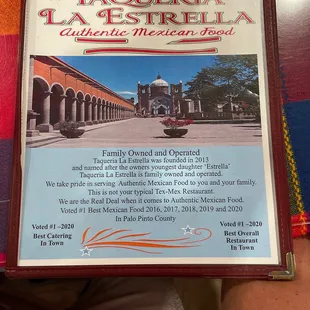 TAQUERIA
LA ESTRELLA
Authentic Mexican Food
Family Owned and Operated
Taqueria La Estrella was founded in 2013
and named after the owners youngest daughter 'Estrella'
Taqueria La Estrella is family owned and operated.
We take pride in serving Authentic Mexican Food to you and your family.
This is not your typical Tex-Mex Restaurant.
We are the Real Deal when it comes to Authentic Mexican Food.
Voted #1 Best Mexican Food 2016, 2017, 2018, 2019 and 2020
In Palo Pinto County
Voted #1 –2020
Best Catering
In Town
Voted #1 –2020
Best Overall
Restaurant
In Town